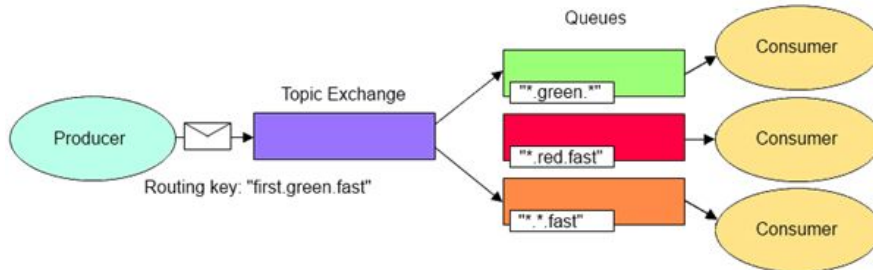 Queues
Consumer
Topic Exchange
"*.green.*"
Producer
"*.red.fast"
Consumer
Routing key: "first.green.fast"
"*.*.fast"
Consumer